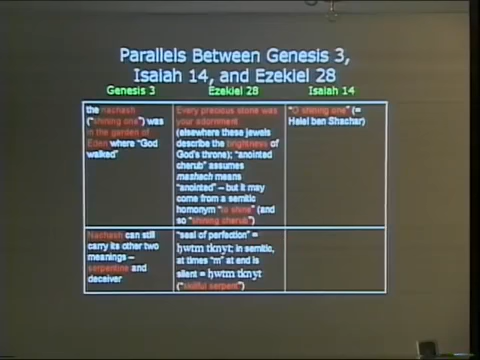 Parallels Between Genesis 3,
Isaiah 14, and Ezekiel 28
Genesis 3
Ezekiel 28
Isaiah 14
the nachash
("shining one") was
in the garden of
Eden where "God
walked"
Every precious stone was
your adornment
(elsewhere these jewels
describe the brightness of
God's throne); "anointed
cherub" assumes
mashach means
"anointed" – but it may
come from a semitic
homonym "to shine" (and
so "shining cherub")
"O shining one" (=
Helel ben Shachar)
Nachash can still
carry its other two
meanings –
serpentine and
deceiver
"seal of perfection" =
ḥwtm tknyt; in semitic,
at times "m" at end is
silent = ḥwtm tknyt
("skillful serpent")